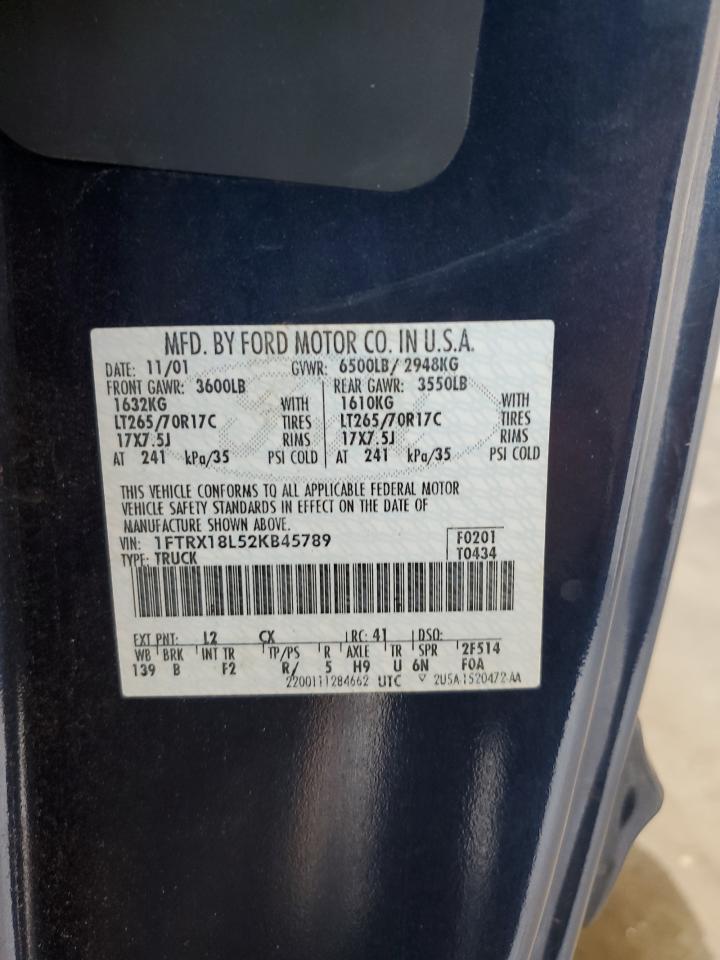 MFD. BY FORD MOTOR CO. IN U.S.A.
DATE: 11/01 GVWR: 6500LB/ 2948KG
FRONT GAWR: 3600LB REAR GAWR: 3550LB
1632KG WITH 1610KG WITH
LT265/70R17C TIRES LT265/70R17C TIRES
17X7.5J RIMS 17X7.5J RIMS
AT 241 kPa/35 PSI COLD AT 241 kPa/35 PSI COLD
THIS VEHICLE CONFORMS TO ALL APPLICABLE FEDERAL MOTOR
VEHICLE SAFETY STANDARDS IN EFFECT ON THE DATE OF
MANUFACTURE SHOWN ABOVE.
VIN: 1FTRX18L52KB45789 F0201
TYPE: TRUCK T0434
EXT PNT: L2 CX RC: 41 DSO:
WB BRK INT TR TP/PS R AXLE TR SPR 2F514
139 B F2 R/ 5 H9 U 6N F0A
2200111284662 UTC ▽ 2U5A-1520472-AA